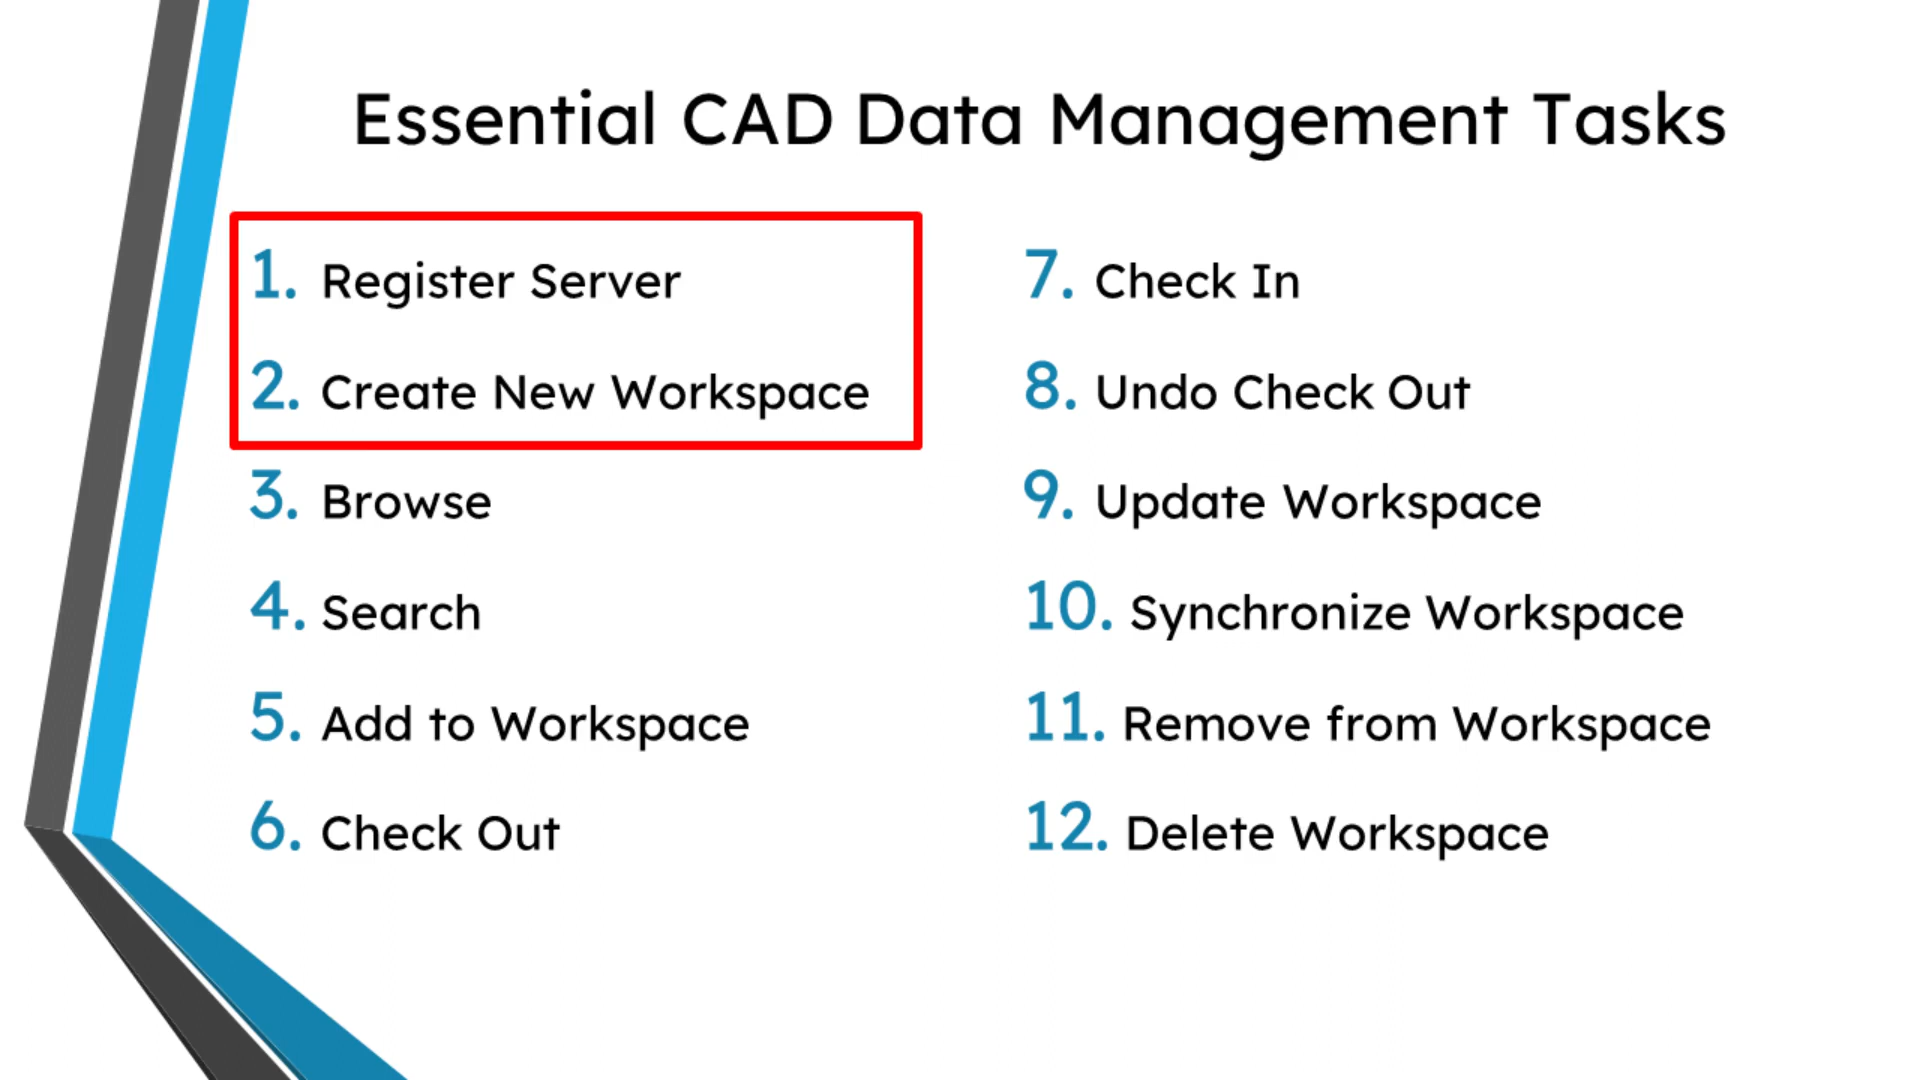 Essential CAD Data Management Tasks
1. Register Server
2. Create New Workspace
3. Browse
4. Search
5. Add to Workspace
6. Check Out
7. Check In
8. Undo Check Out
9. Update Workspace
10. Synchronize Workspace
11. Remove from Workspace
12. Delete Workspace